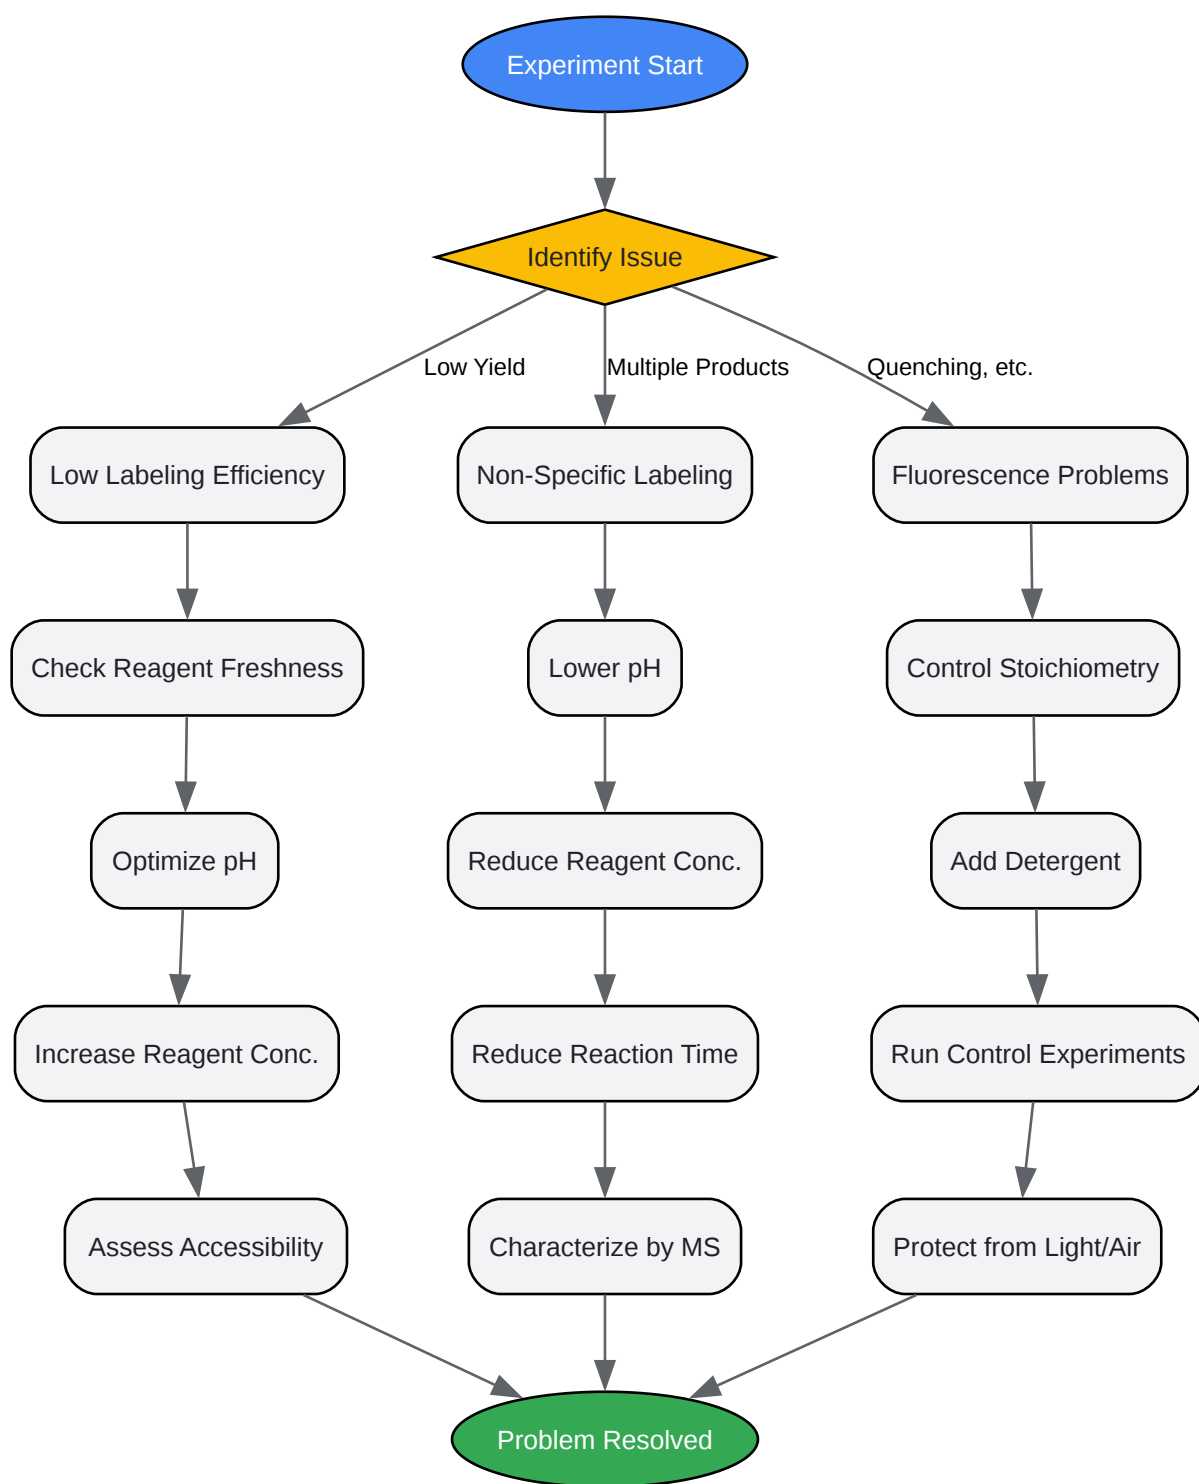 Experiment Start
Identify Issue
Low Yield
Multiple Products
Quenching, etc.
Low Labeling Efficiency
Non-Specific Labeling
Fluorescence Problems
Check Reagent Freshness
Lower pH
Control Stoichiometry
Optimize pH
Reduce Reagent Conc.
Add Detergent
Increase Reagent Conc.
Reduce Reaction Time
Run Control Experiments
Assess Accessibility
Characterize by MS
Protect from Light/Air
Problem Resolved